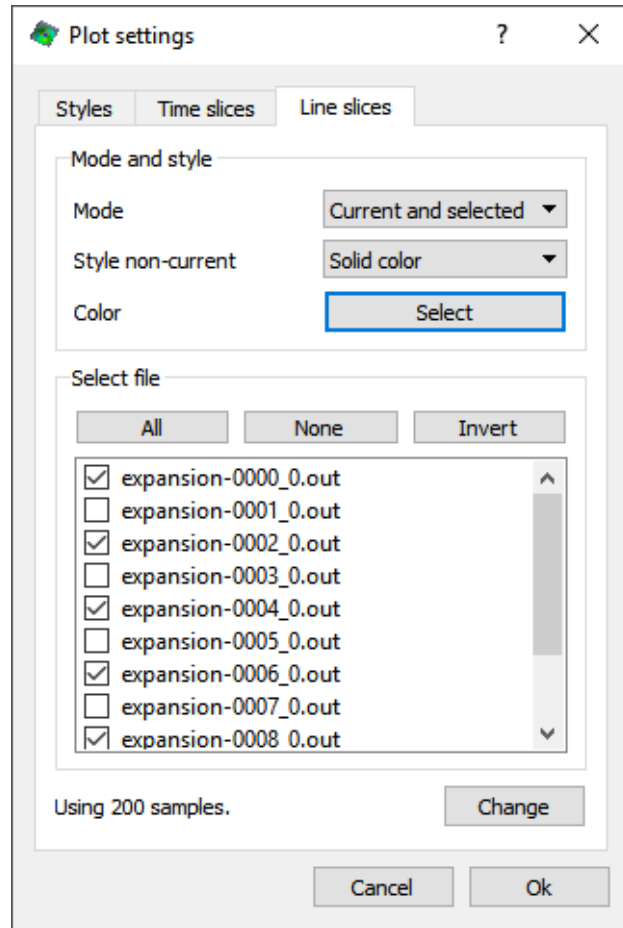 Plot settings
?
Styles
Time slices
Line slices
Mode and style
Mode
Current and selected
Style non-current
Solid color
Color
Select
Select file
All
None
Invert
expansion-0000_0.out
expansion-0001_0.out
expansion-0002_0.out
expansion-0003_0.out
expansion-0004_0.out
expansion-0005_0.out
expansion-0006_0.out
expansion-0007_0.out
expansion-0008_0.out
Using 200 samples.
Change
Cancel
Ok